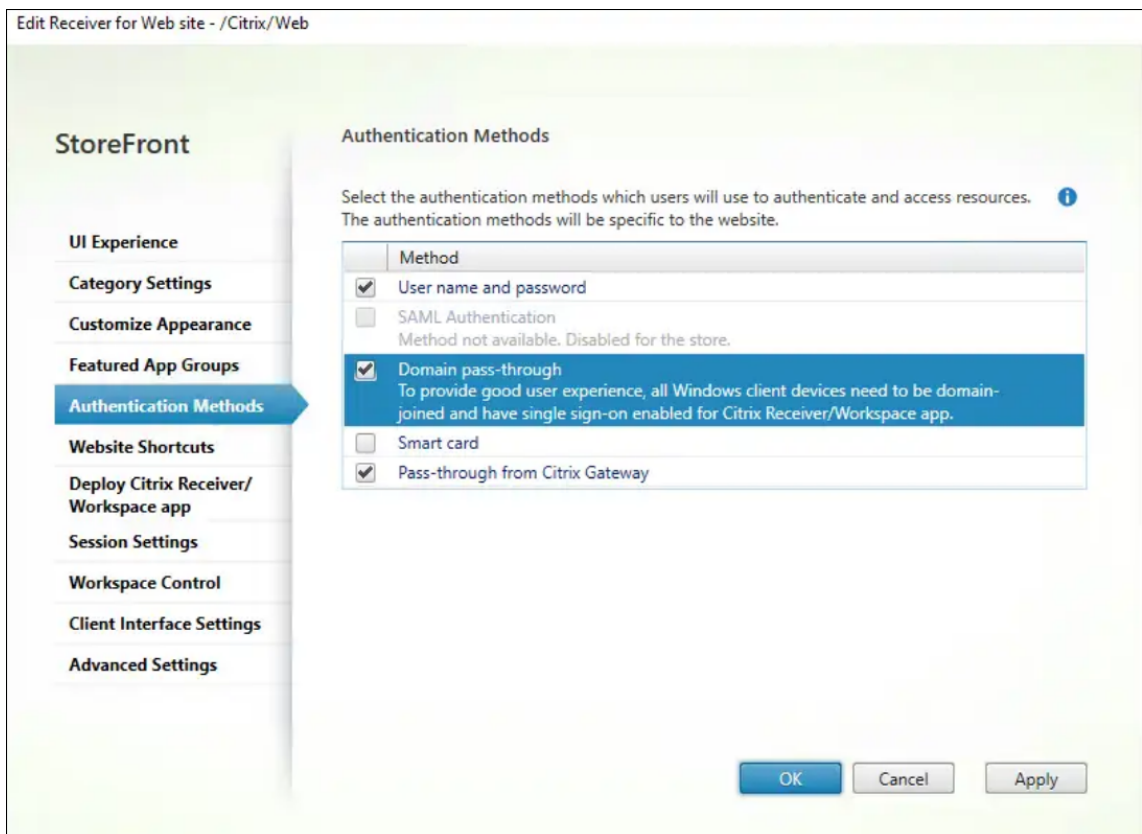 Edit Receiver for Web site - /Citrix/Web
StoreFront
UI Experience
Category Settings
Customize Appearance
Featured App Groups
Authentication Methods
Website Shortcuts
Deploy Citrix Receiver/
Workspace app
Session Settings
Workspace Control
Client Interface Settings
Advanced Settings
Authentication Methods
Select the authentication methods which users will use to authenticate and access resources.
The authentication methods will be specific to the website.
Method
User name and password
SAML Authentication
Method not available. Disabled for the store.
Domain pass-through
To provide good user experience, all Windows client devices need to be domain-
joined and have single sign-on enabled for Citrix Receiver/Workspace app.
Smart card
Pass-through from Citrix Gateway
OK
Cancel
Apply